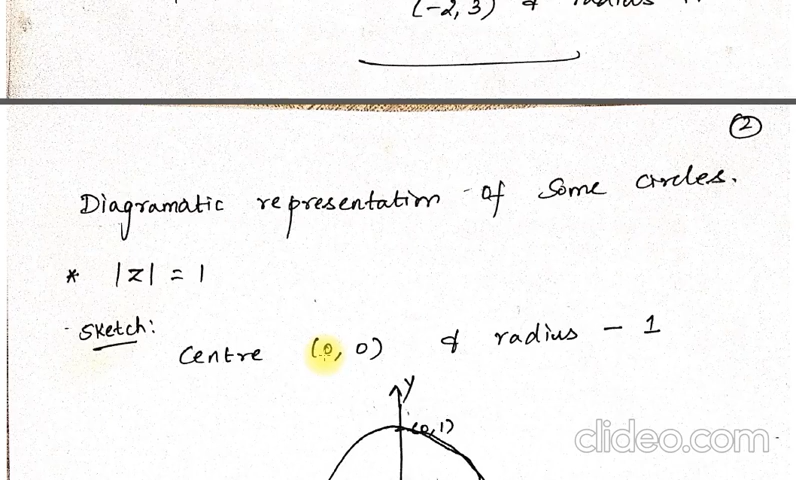 (-2, 3) & radius
2
Diagramatic representation of some circles.
* |z| = 1
Sketch:
Centre (0, 0) & radius - 1
y
(0,1)
clideo.com